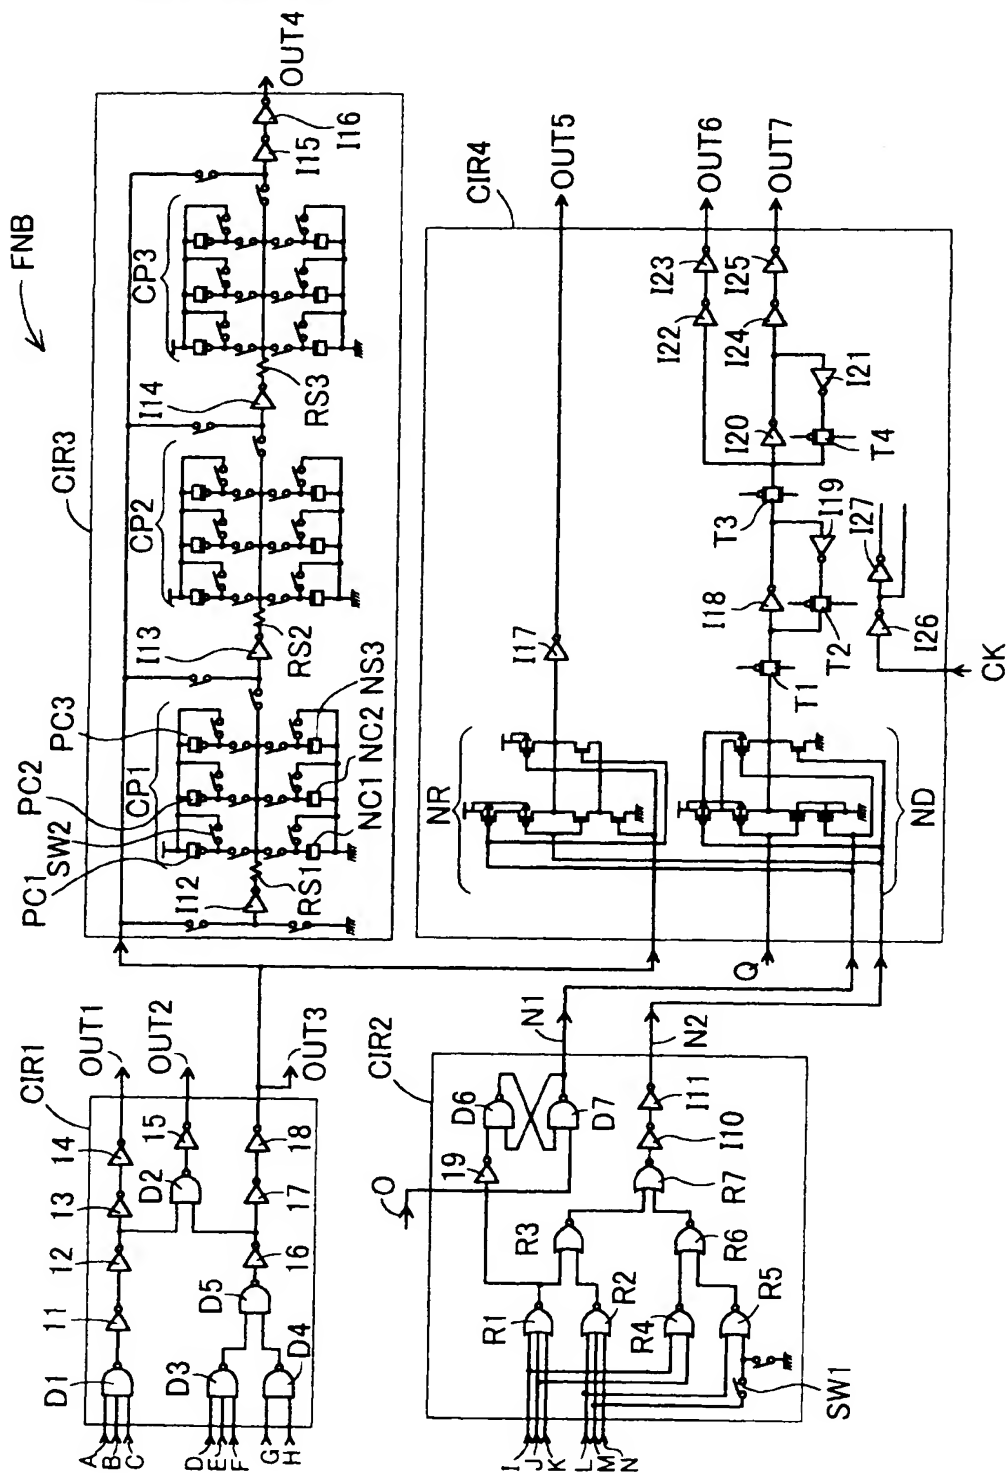 FNB
CIR1
OUT1
OUT2
OUT3
A
B
C
D
E
F
G
H
D1
D2
D3
D4
D5
11
12
13
14
15
16
17
18
CIR3
OUT4
PC1
PC2
PC3
SW2
CP1
CP2
CP3
I12
I13
I14
I15
I16
RS1
RS2
RS3
NC1
NC2
NS3
CIR2
O
19
D6
D7
N1
N2
I
J
K
L
M
N
R1
R2
R3
R4
R5
R6
R7
I10
I11
SW1
CIR4
NR
ND
Q
I17
OUT5
OUT6
OUT7
T1
T2
T3
T4
I18
I19
I20
I21
I22
I23
I24
I25
I26
I27
CK